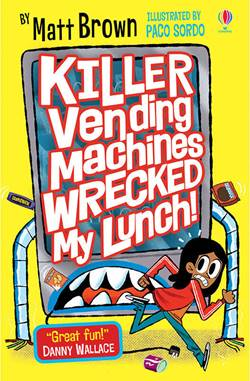 BY Matt Brown
ILLUSTRATED BY
PACO SORDO
KILLER
Vending
Machines
WRECKED
My Lunch!
"Great fun!"
DANNY WALLACE